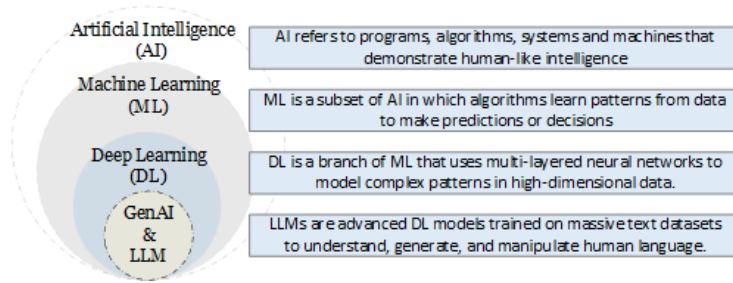 Artificial Intelligence
(AI)
AI refers to programs, algorithms, systems and machines that
demonstrate human-like intelligence
Machine Learning
(ML)
ML is a subset of AI in which algorithms learn patterns from data
to make predictions or decisions
Deep Learning
(DL)
DL is a branch of ML that uses multi-layered neural networks to
model complex patterns in high-dimensional data.
GenAI
&
LLM
LLMs are advanced DL models trained on massive text datasets
to understand, generate, and manipulate human language.